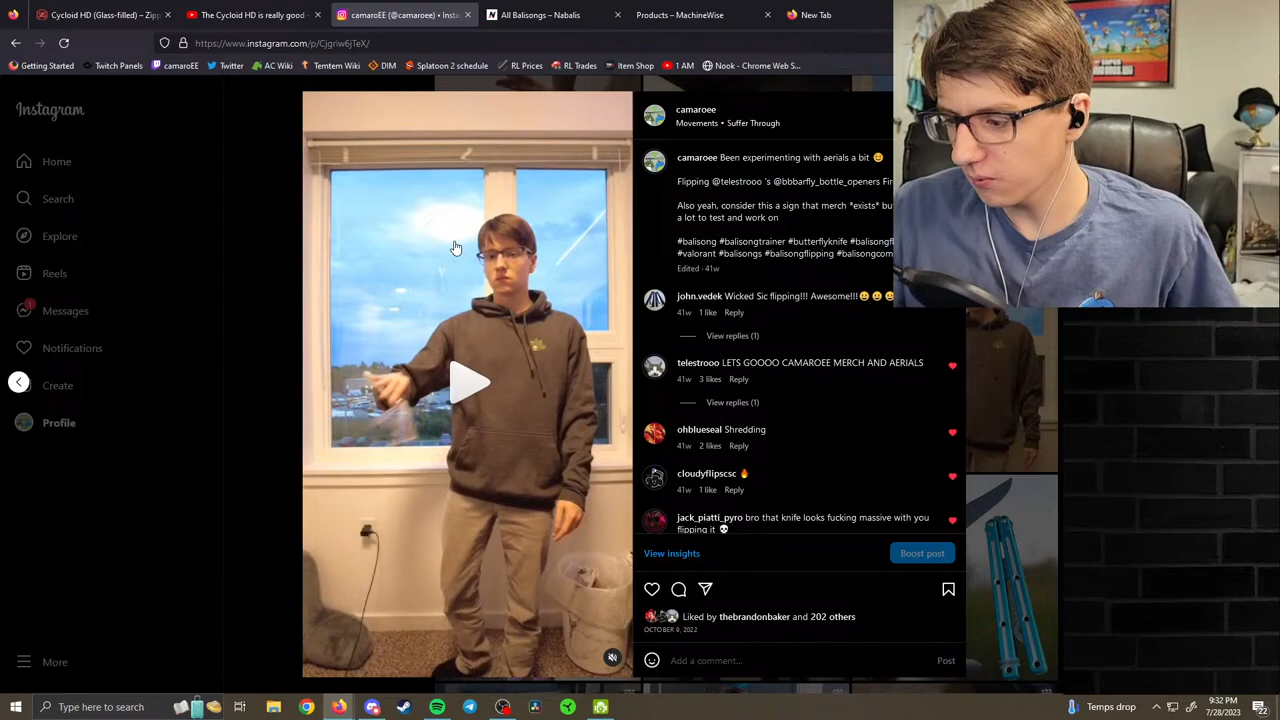 Cycloid HD (Glass-filled) – Zipp
The Cycloid HD is really good -
camaroEE (@camaroee) • Insta
All Balisongs – Nabalis
Products – MachineWise
New Tab
https://www.instagram.com/p/Cjgriw6jTeX/
Getting Started
Twitch Panels
camaroEE
Twitter
AC Wiki
Temtem Wiki
DIM
Splatoon 2 schedule
RL Prices
RL Trades
Item Shop
1 AM
Nook - Chrome Web S...
Instagram
Home
Search
Explore
Reels
1
Messages
Notifications
Create
Profile
More
camaroee
Movements • Suffer Through
camaroee Been experimenting with aerials a bit
Flipping @telestrooo 's @bbbarfly_bottle_openers Fir
Also yeah, consider this a sign that merch *exists* bu
a lot to test and work on
#balisong #balisongtrainer #butterflyknife #balisongfl
#valorant #balisongs #balisongflipping #balisongcom
Edited · 41w
john.vedek Wicked Sic flipping!!! Awesome!!!
41w 1 like Reply
View replies (1)
telestrooo LETS GOOOO CAMAROEE MERCH AND AERIALS
41w 3 likes Reply
View replies (1)
ohblueseal Shredding
41w 2 likes Reply
cloudyflipscsc 🔥
41w 1 like Reply
jack_piatti_pyro bro that knife looks fucking massive with you
flipping it 💀
View insights
Boost post
Liked by thebrandonbaker and 202 others
OCTOBER 9, 2022
Add a comment...
Post
Type here to search
Temps drop
9:32 PM
7/28/2023
22